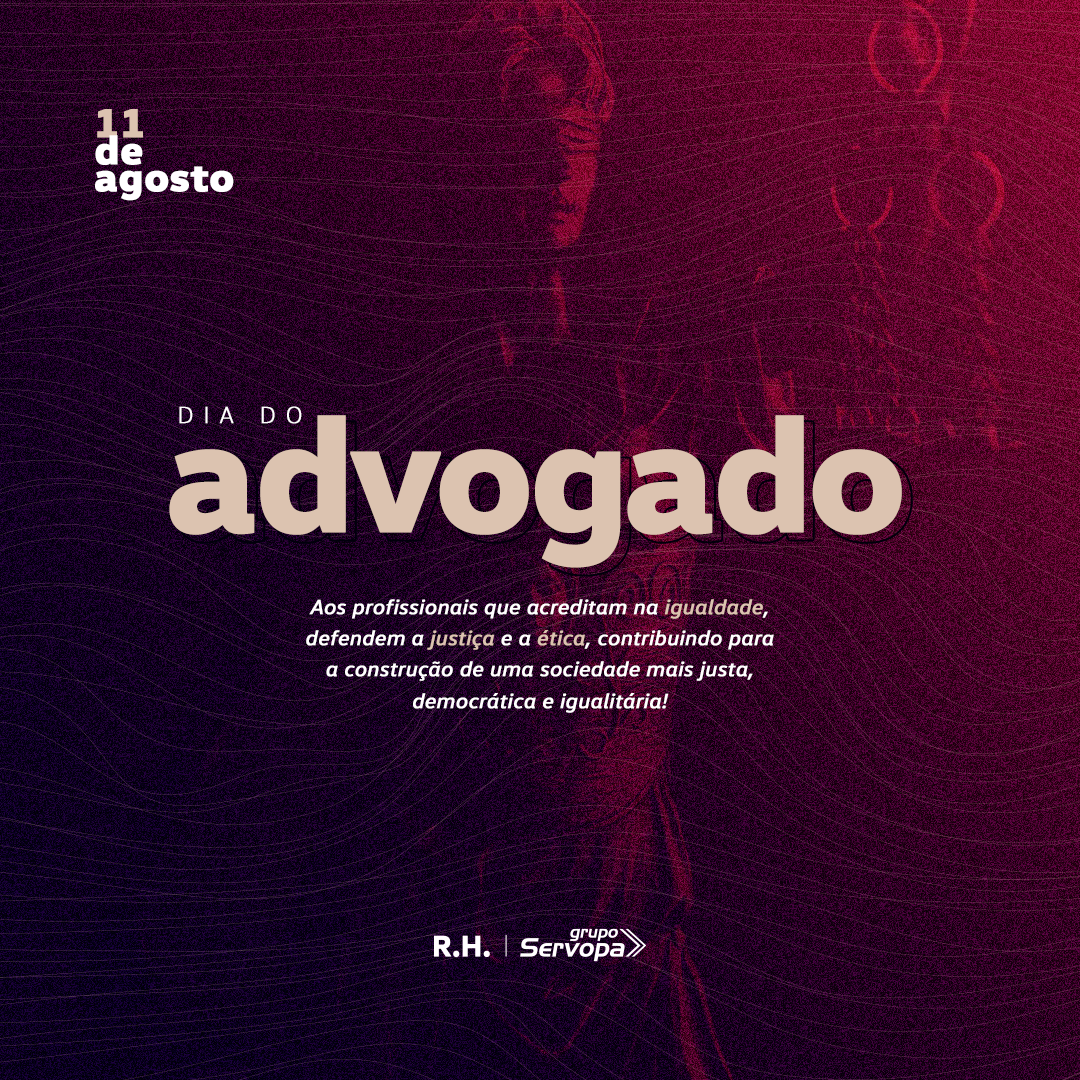 11
de
agosto
DIA DO
advogado
Aos profissionais que acreditam na igualdade,
defendem a justiça e a ética, contribuindo para
a construção de uma sociedade mais justa,
democrática e igualitária!
R.H. | grupo
Servopa